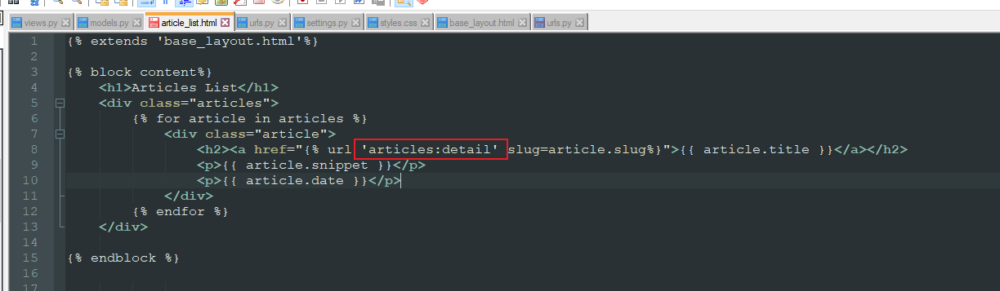 views.py models.py article_list.html urls.py settings.py styles.css base_layout.html urls.py
1 {% extends 'base_layout.html'%}
2
3 {% block content%}
4 <h1>Articles List</h1>
5 <div class="articles">
6 {% for article in articles %}
7 <div class="article">
8 <h2><a href="{% url 'articles:detail' slug=article.slug%}">{{ article.title }}</a></h2>
9 <p>{{ article.snippet }}</p>
10 <p>{{ article.date }}</p>
11 </div>
12 {% endfor %}
13 </div>
14
15 {% endblock %}
16
17